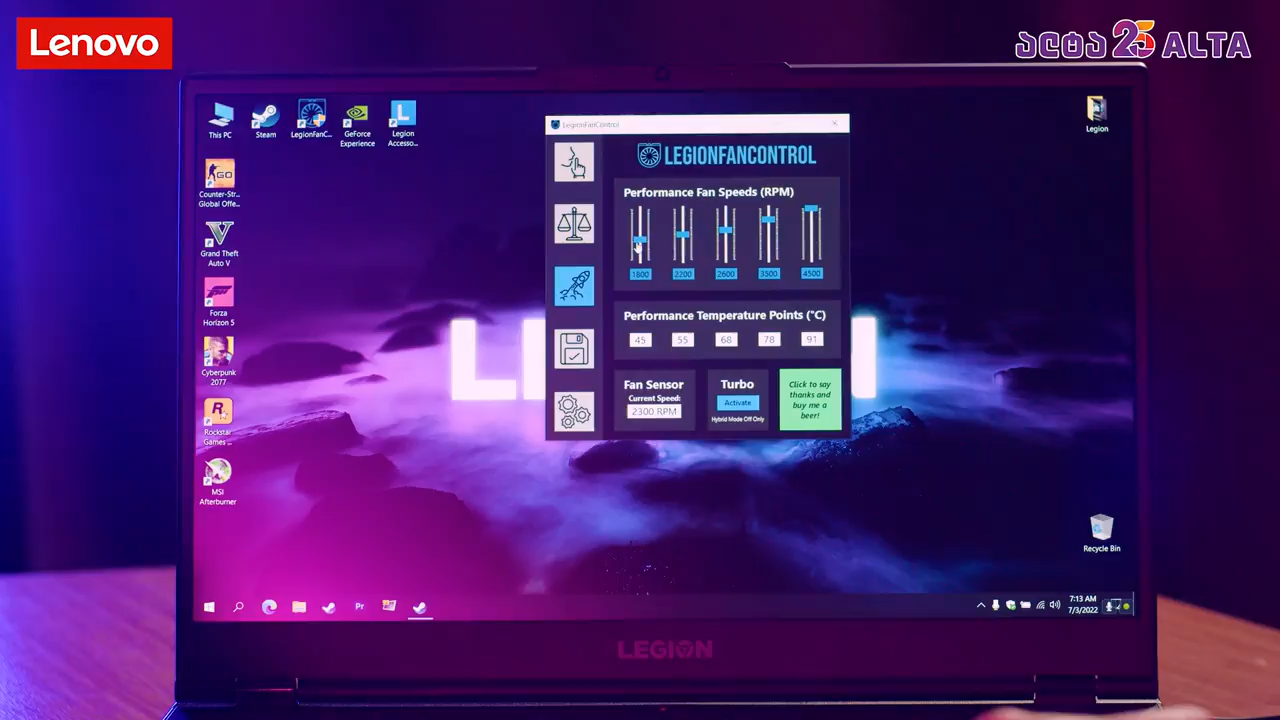 Lenovo
ალტა 25 ALTA
This PC
Steam
LegionFanC...
GeForce
Experience
Legion
Accesso...
Legion
Counter-Str...
Global Offe...
Grand Theft
Auto V
Forza
Horizon 5
Cyberpunk
2077
Rockstar
Games ...
MSI
Afterburner
LegionFanControl
LEGIONFANCONTROL
Performance Fan Speeds (RPM)
1800 2200 2600 3500 4500
Performance Temperature Points (°C)
45 55 68 78 91
Fan Sensor
Current Speed:
2300 RPM
Turbo
Activate
Hybrid Mode Off Only
Click to say
thanks and
buy me a
beer!
Recycle Bin
Pr
7:13 AM
7/3/2022
LEGION